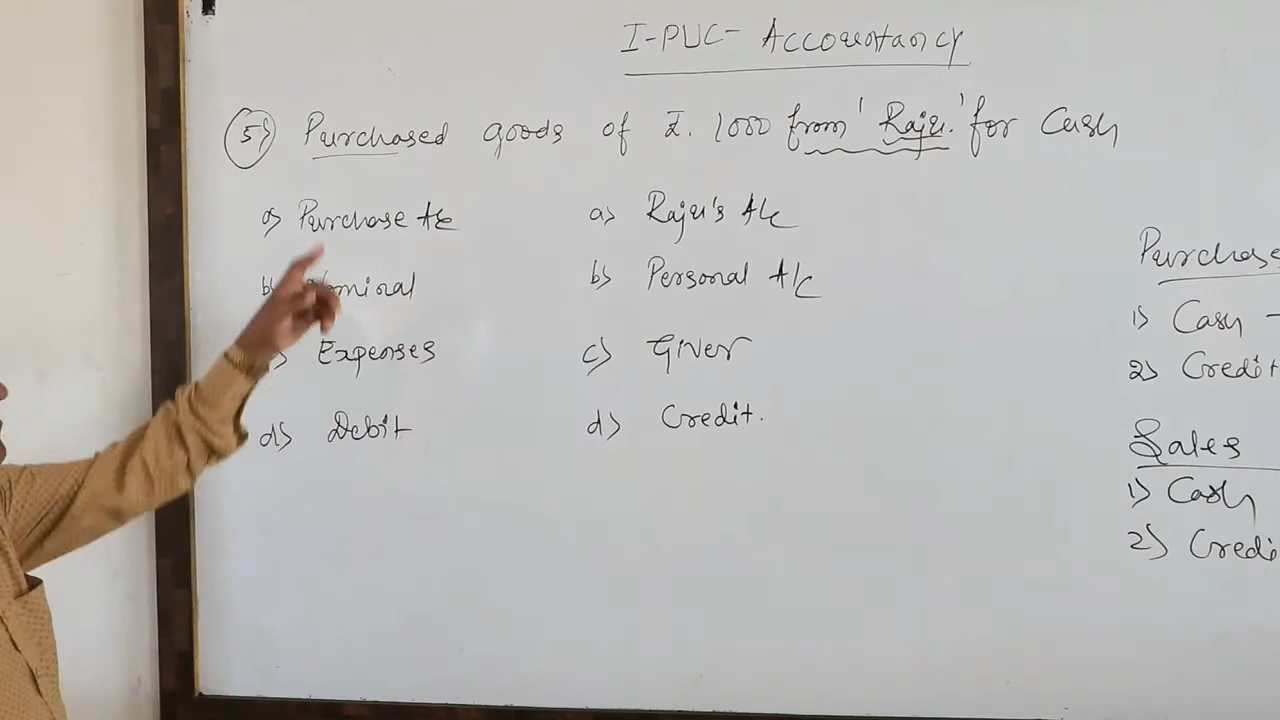 I-PUC- Accountancy
5) Purchased goods of ₹. 1000 from 'Raju.' for Cash
a) Purchase A/c
b) Nominal
c) Expenses
d) Debit
a) Raju's A/c
b) Personal A/c
c) Giver
d) Credit.
Purchase
1) Cash -
2) Credit
Sales
1) Cash
2) Credi